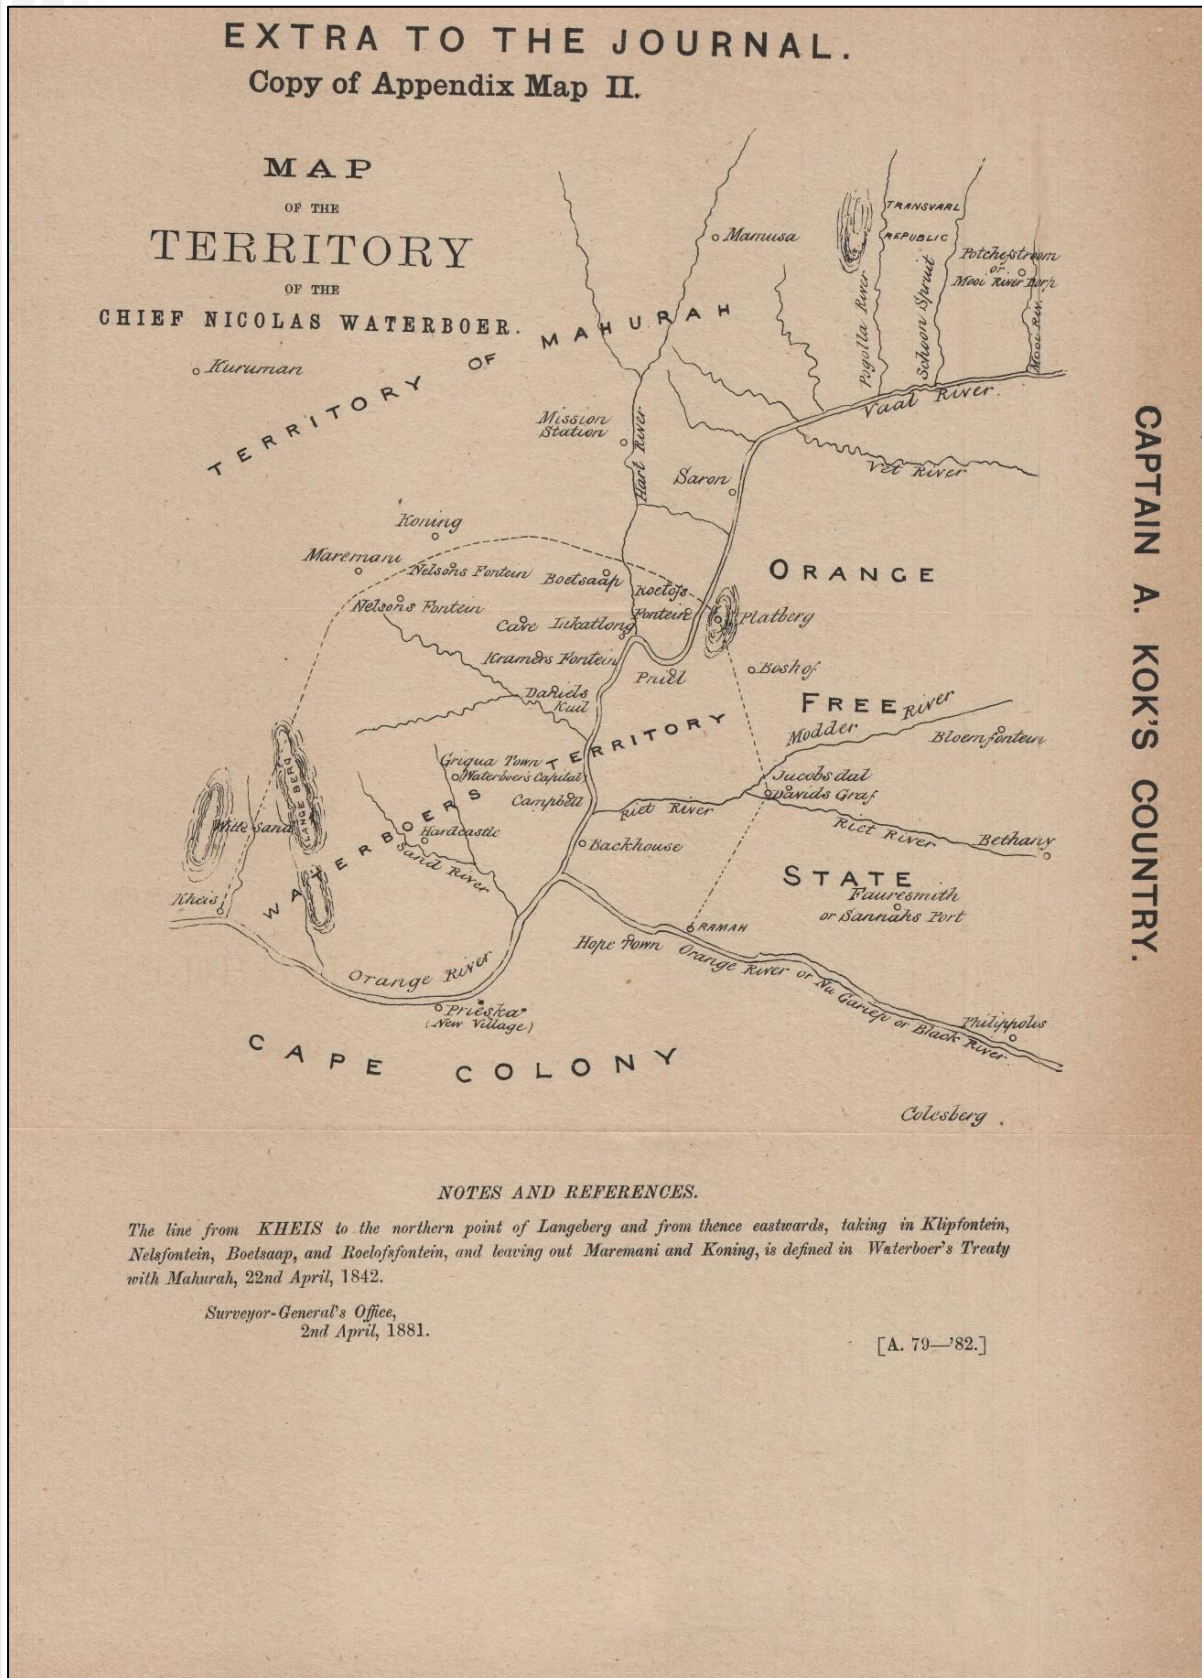 EXTRA TO THE JOURNAL.
Copy of Appendix Map II.
MAP
OF THE
TERRITORY
OF THE
CHIEF NICOLAS WATERBOER.
TERRITORY OF MAHURAH
Kuruman
Mamusa
TRANSVAAL
REPUBLIC
Potchefstroom
or
Mooi River Dorp
Pogolla River
Schoon Spruit
Mooi Riv.
Vaal River.
Mission
Station
Hart River
Saron
Vet River
Koning
Maremani
Nelsons Fontein
Boetsaap
Roelofs
Fontein
ORANGE
Nelsons Fontein
Cave
Likatlong
Platberg
Kramers Fontein
Pniel
Boshof
Daniels
Kuil
FREE
River
Modder
Bloemfontein
WATERBOERS TERRITORY
Griqua Town
Waterboer's Capital
Jacobsdal
Davids Graf
Campbell
Riet River
Riet River
Bethany
LANGE BERG
Witte Sand
Hardcastle
Sand River
Backhouse
STATE
Fauresmith
or Sannahs Port
Kheis
RAMAH
Hope Town
Orange River or Nu Gariep or Black River.
Orange River
Prieska
(New Village)
Philippolis
CAPE COLONY
Colesberg
CAPTAIN A. KOK'S COUNTRY.
NOTES AND REFERENCES.
The line from KHEIS to the northern point of Langeberg and from thence eastwards, taking in Klipfontein,
Nelsfontein, Boetsaap, and Roelofsfontein, and leaving out Maremani and Koning, is defined in Waterboer's Treaty
with Mahurah, 22nd April, 1842.
Surveyor-General's Office,
2nd April, 1881.
[A. 79—'82.]